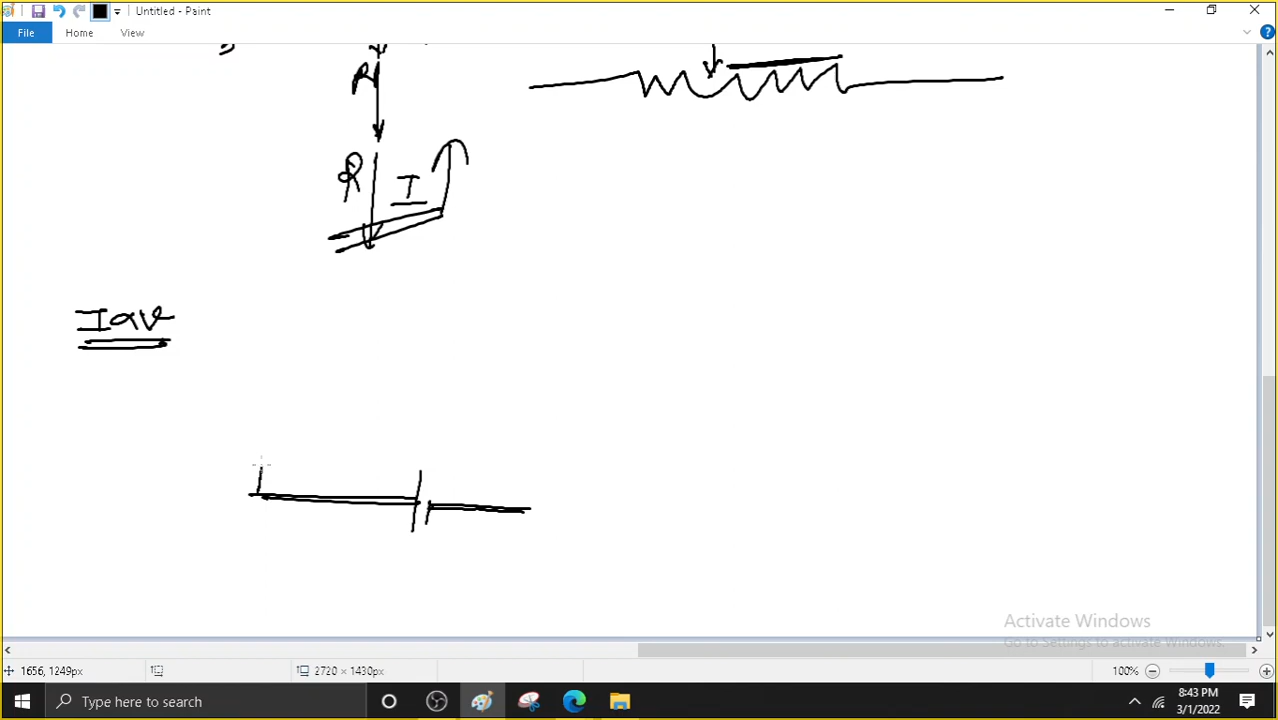 Untitled - Paint
File Home View
R
R I
Iav
Activate Windows
Go to Settings to activate Windows.
1656, 1249px 2720 × 1430px 100%
Type here to search
8:43 PM
3/1/2022